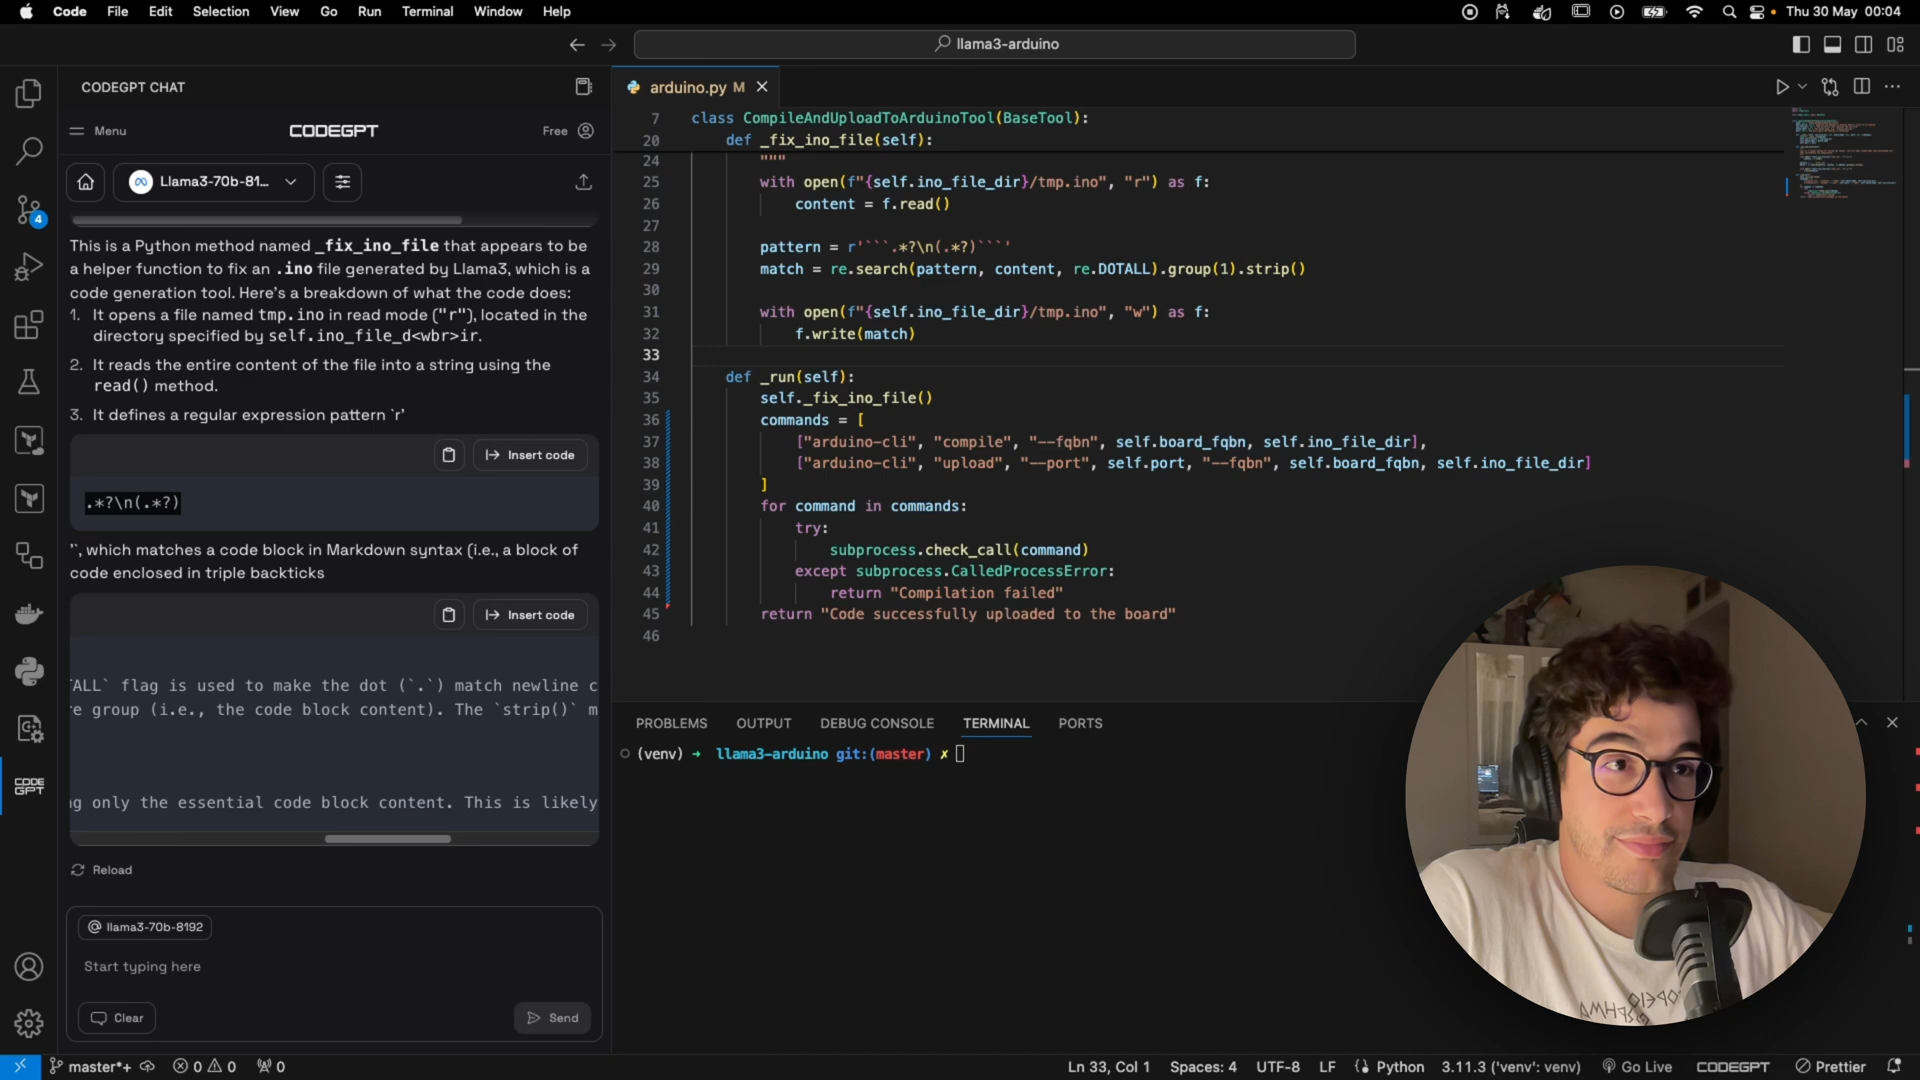 Code File Edit Selection View Go Run Terminal Window Help
Thu 30 May 00:04
llama3-arduino
CODEGPT CHAT
Menu
CODEGPT
Free
Llama3-70b-81...
This is a Python method named _fix_ino_file that appears to be
a helper function to fix an .ino file generated by Llama3, which is a
code generation tool. Here's a breakdown of what the code does:
1. It opens a file named tmp.ino in read mode ("r"), located in the
directory specified by self.ino_file_d<wbr>ir.
2. It reads the entire content of the file into a string using the
read() method.
3. It defines a regular expression pattern `r'
Insert code
.*?\n(.*?)
'`, which matches a code block in Markdown syntax (i.e., a block of
code enclosed in triple backticks
Insert code
ALL` flag is used to make the dot (`.`) match newline c
e group (i.e., the code block content). The `strip()` m
g only the essential code block content. This is likely
Reload
@ llama3-70b-8192
Start typing here
Clear
Send
arduino.py M
7 class CompileAndUploadToArduinoTool(BaseTool):
20 def _fix_ino_file(self):
24 """
25 with open(f"{self.ino_file_dir}/tmp.ino", "r") as f:
26 content = f.read()
27
28 pattern = r'```.*?\n(.*?)```'
29 match = re.search(pattern, content, re.DOTALL).group(1).strip()
30
31 with open(f"{self.ino_file_dir}/tmp.ino", "w") as f:
32 f.write(match)
33
34 def _run(self):
35 self._fix_ino_file()
36 commands = [
37 ["arduino-cli", "compile", "--fqbn", self.board_fqbn, self.ino_file_dir],
38 ["arduino-cli", "upload", "--port", self.port, "--fqbn", self.board_fqbn, self.ino_file_dir]
39 ]
40 for command in commands:
41 try:
42 subprocess.check_call(command)
43 except subprocess.CalledProcessError:
44 return "Compilation failed"
45 return "Code successfully uploaded to the board"
46
PROBLEMS OUTPUT DEBUG CONSOLE TERMINAL PORTS
(venv) → llama3-arduino git:(master) ✗
4
CODE
GPT
master*+ 0 0 0
Ln 33, Col 1 Spaces: 4 UTF-8 LF Python 3.11.3 ('venv': venv) Go Live CODEGPT Prettier